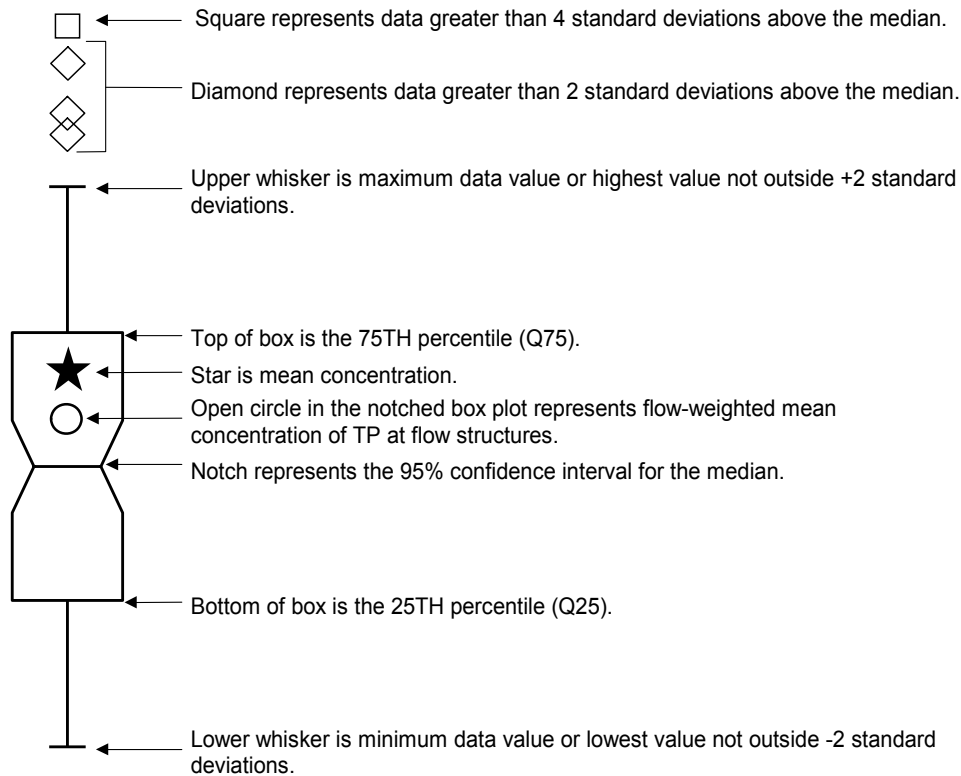 Square represents data greater than 4 standard deviations above the median.
Diamond represents data greater than 2 standard deviations above the median.
Upper whisker is maximum data value or highest value not outside +2 standard
deviations.
Top of box is the 75TH percentile (Q75).
Star is mean concentration.
Open circle in the notched box plot represents flow-weighted mean
concentration of TP at flow structures.
Notch represents the 95% confidence interval for the median.
Bottom of box is the 25TH percentile (Q25).
Lower whisker is minimum data value or lowest value not outside -2 standard
deviations.